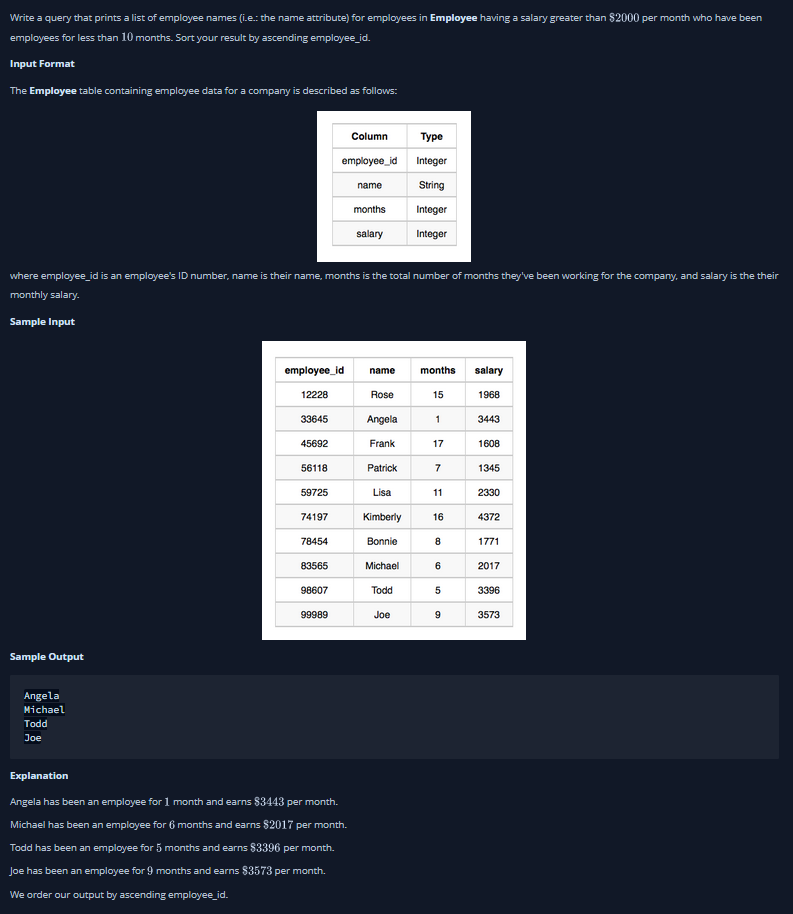 Write a query that prints a list of employee names (i.e.: the name attribute) for employees in Employee having a salary greater than $2000 per month who have been
employees for less than 10 months. Sort your result by ascending employee_id.
Input Format
The Employee table containing employee data for a company is described as follows:
Column Type
employee_id Integer
name String
months Integer
salary Integer
where employee_id is an employee's ID number, name is their name, months is the total number of months they've been working for the company, and salary is the their
monthly salary.
Sample Input
employee_id name months salary
12228 Rose 15 1968
33645 Angela 1 3443
45692 Frank 17 1608
56118 Patrick 7 1345
59725 Lisa 11 2330
74197 Kimberly 16 4372
78454 Bonnie 8 1771
83565 Michael 6 2017
98607 Todd 5 3396
99989 Joe 9 3573
Sample Output
Angela
Michael
Todd
Joe
Explanation
Angela has been an employee for 1 month and earns $3443 per month.
Michael has been an employee for 6 months and earns $2017 per month.
Todd has been an employee for 5 months and earns $3396 per month.
Joe has been an employee for 9 months and earns $3573 per month.
We order our output by ascending employee_id.